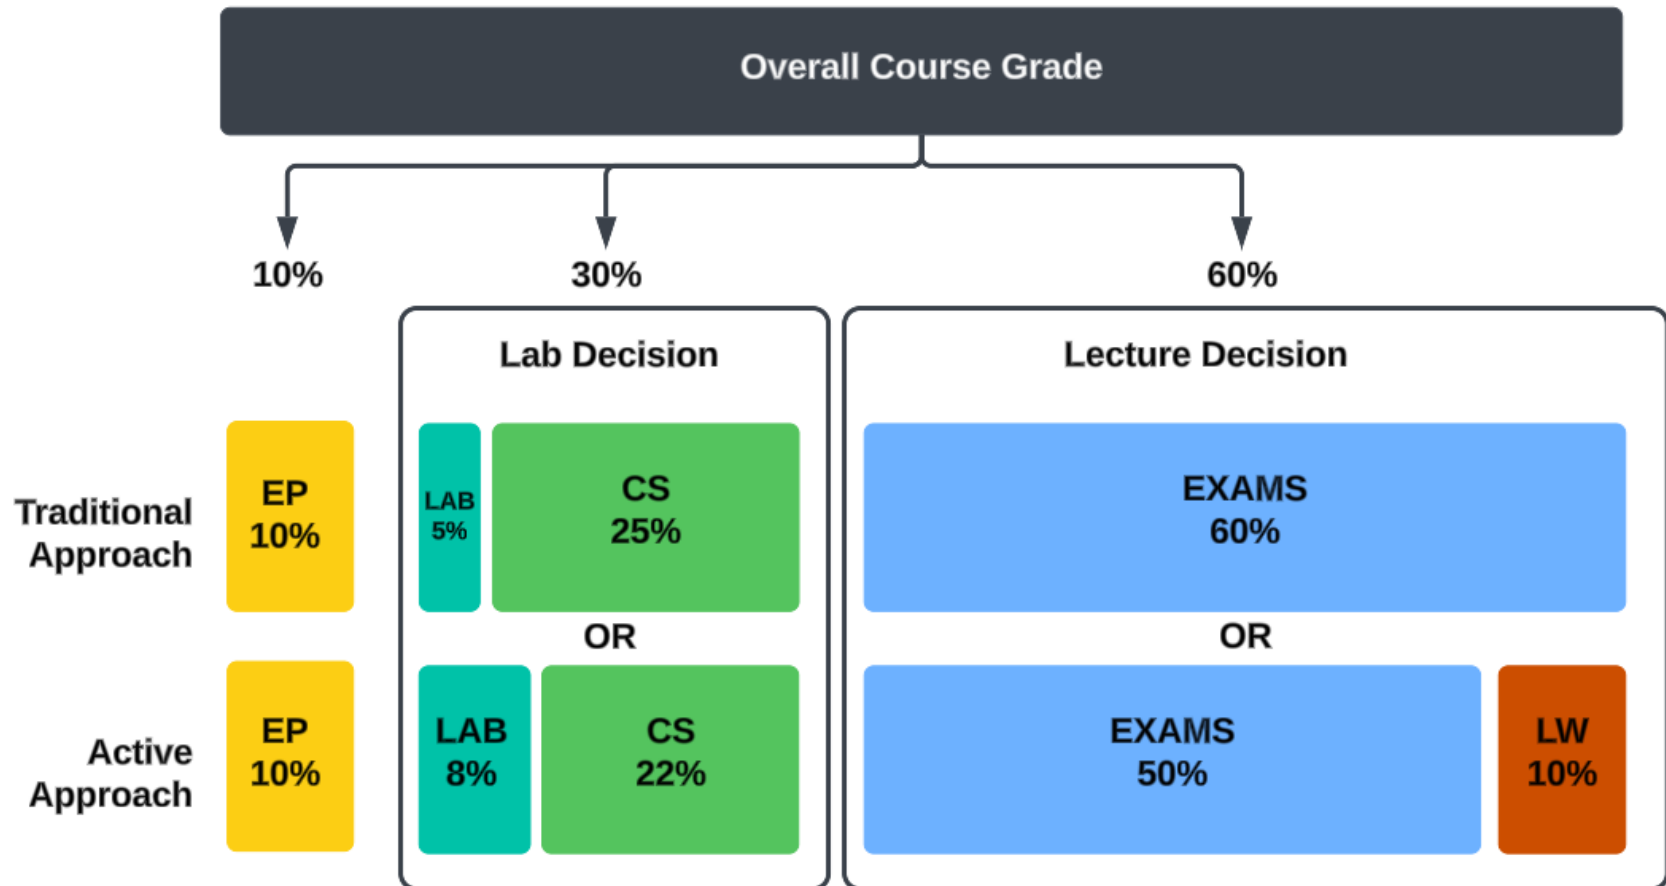 Overall Course Grade
10%
30%
60%
Lab Decision
Lecture Decision
Traditional
Approach
EP
10%
LAB
5%
CS
25%
EXAMS
60%
OR
OR
Active
Approach
EP
10%
LAB
8%
CS
22%
EXAMS
50%
LW
10%